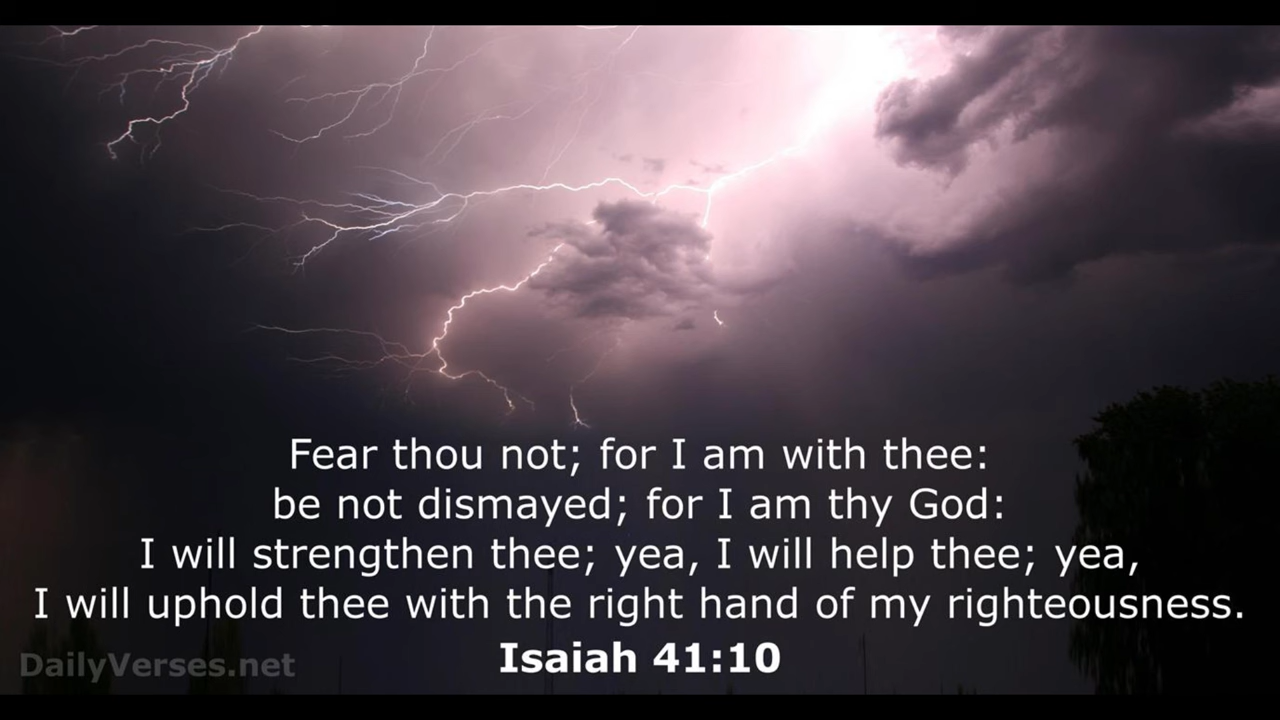 Fear thou not; for I am with thee:
be not dismayed; for I am thy God:
I will strengthen thee; yea, I will help thee; yea,
I will uphold thee with the right hand of my righteousness.
Isaiah 41:10
DailyVerses.net